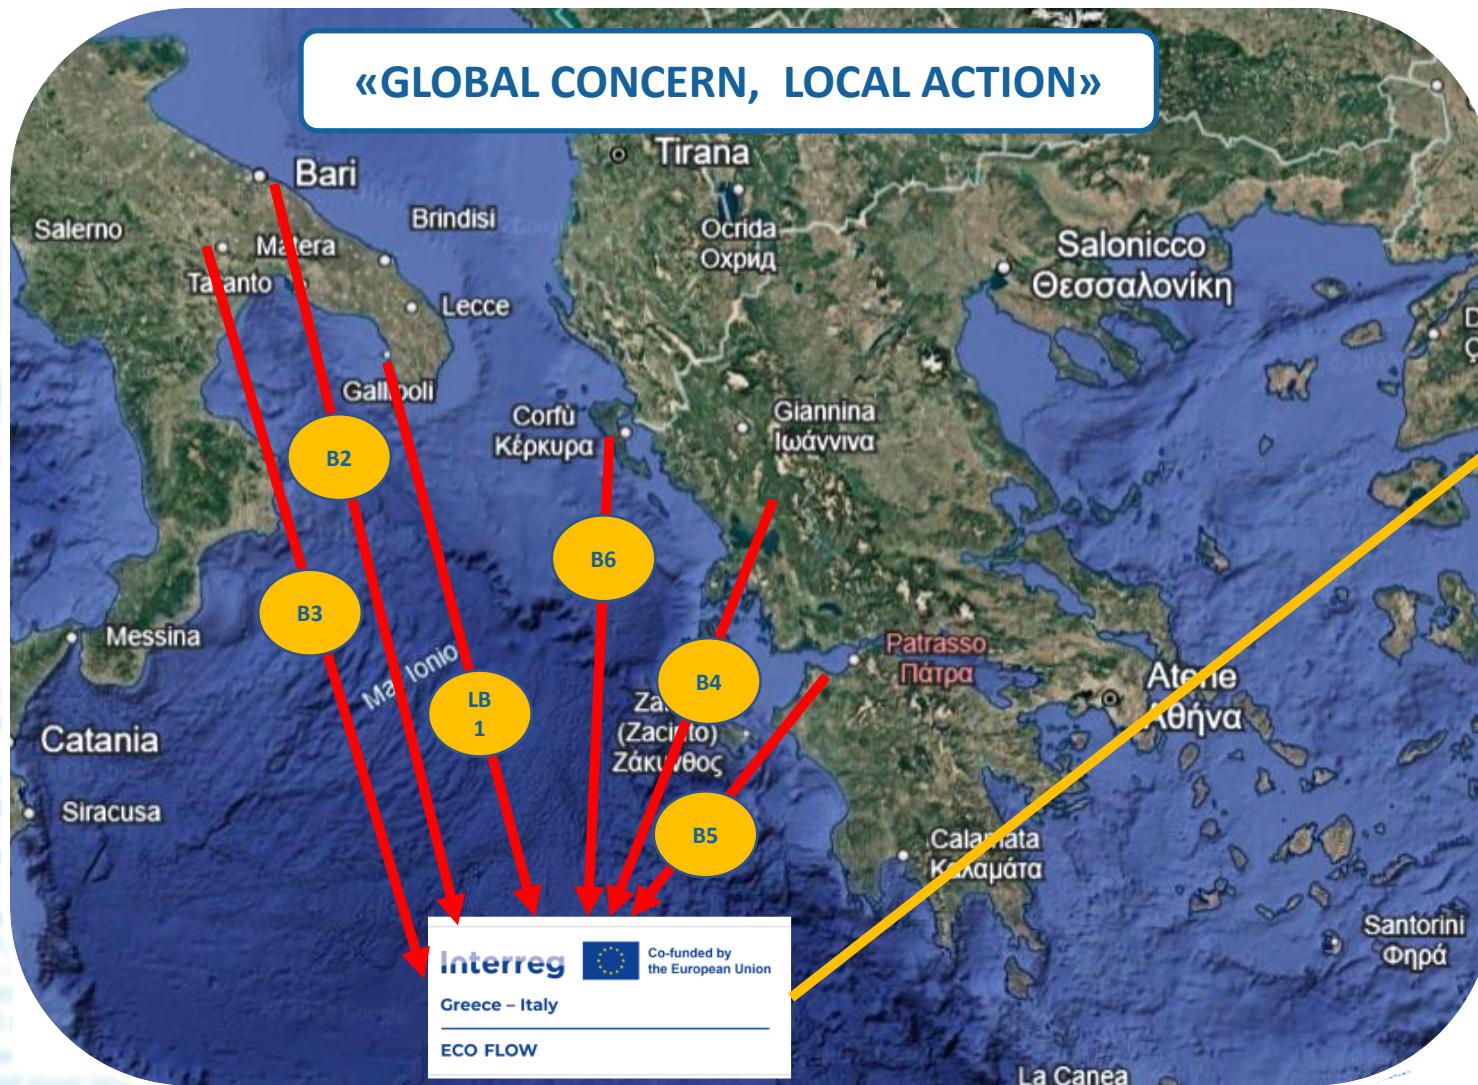 «GLOBAL CONCERN, LOCAL ACTION»
Tirana
Bari
Brindisi
Salerno
Matera
Ocrida
Охрид
Salonicco
Θεσσαλονίκη
Taranto
Lecce
Gallipoli
Corfù
Κέρκυρα
Giannina
Ιωάννινα
B2
B6
B3
Messina
Mar Ionio
Patrasso
Πάτρα
B4
Atene
Αθήνα
LB
1
(Zacinto)
Ζάκυνθος
Catania
Siracusa
B5
Calamata
Καλαμάτα
Santorini
Φηρά
Interreg
Co-funded by
the European Union
Greece – Italy
ECO FLOW
La Canea